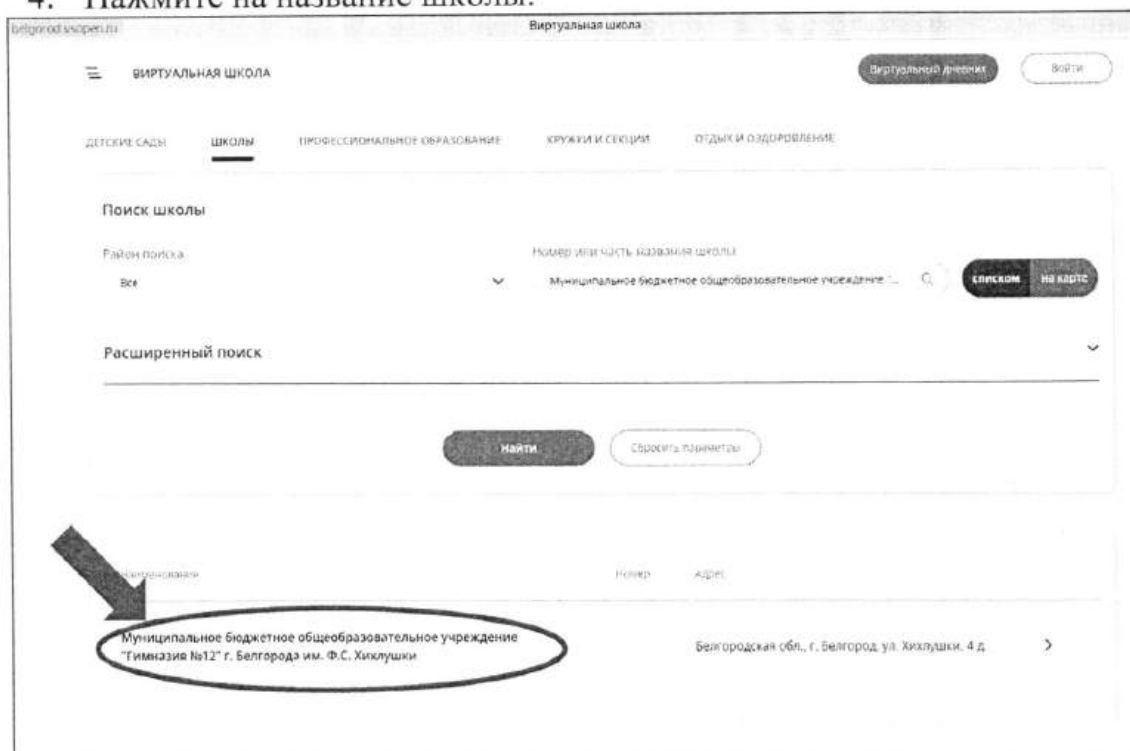 4. Нажмите на название школы.
belgorod.vsopen.ru
Виртуальная школа
ВИРТУАЛЬНАЯ ШКОЛА
Виртуальный дневник
Войти
ДЕТСКИЕ САДЫ
ШКОЛЫ
ПРОФЕССИОНАЛЬНОЕ ОБРАЗОВАНИЕ
КРУЖКИ И СЕКЦИИ
ОТДЫХ И ОЗДОРОВЛЕНИЕ
Поиск школы
Район поиска
Номер или часть названия школы
Все
Муниципальное бюджетное общеобразовательное учреждение "...
списком
на карте
Расширенный поиск
Найти
Сбросить параметры
Наименование
Номер
Адрес
Муниципальное бюджетное общеобразовательное учреждение
"Гимназия №12" г. Белгорода им. Ф.С. Хихлушки
Белгородская обл., г. Белгород, ул. Хихлушки, 4 д